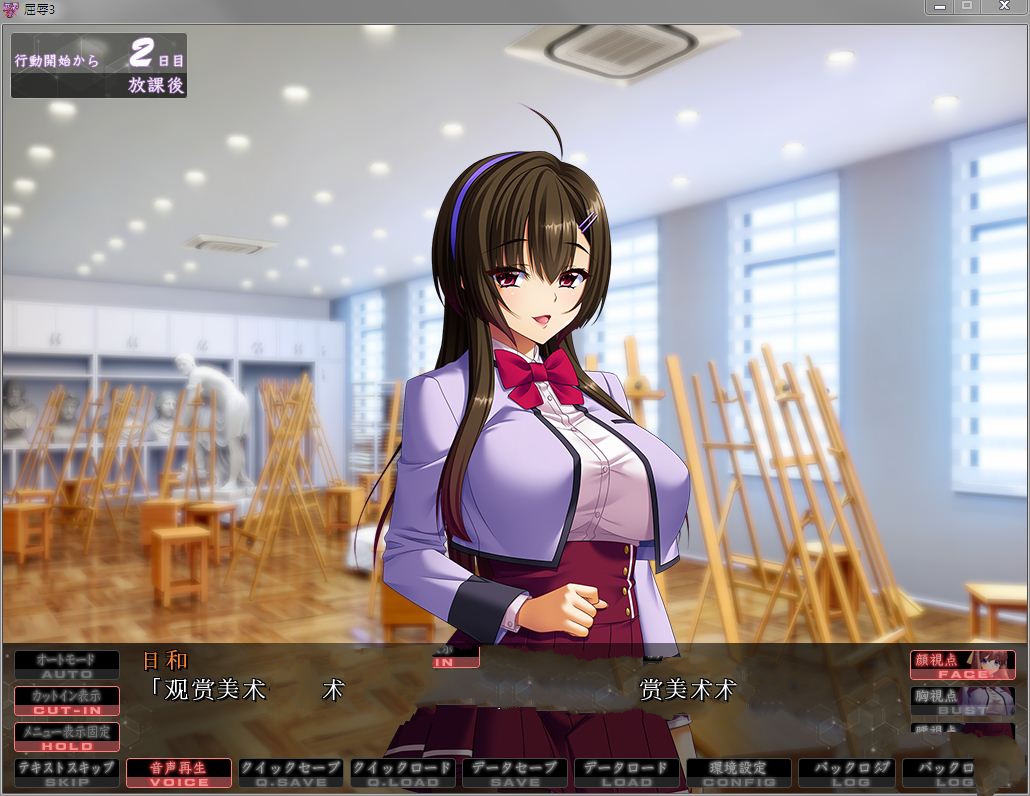 屈辱3
行動開始から 2日目
放課後
オートモード
AUTO
カットイン表示
CUT-IN
メニュー表示固定
HOLD
日和
「观赏美术 术 赏美术术
IN
顔視点
FACE
胸視点
BUST
テキストスキップ
SKIP
音声再生
VOICE
クイックセーブ
Q.SAVE
クイックロード
Q.LOAD
データセーブ
SAVE
データロード
LOAD
環境設定
CONFIG
バックログ
LOG
バックロ
LOG